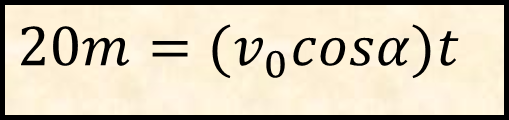 20m = (v₀cosα)t